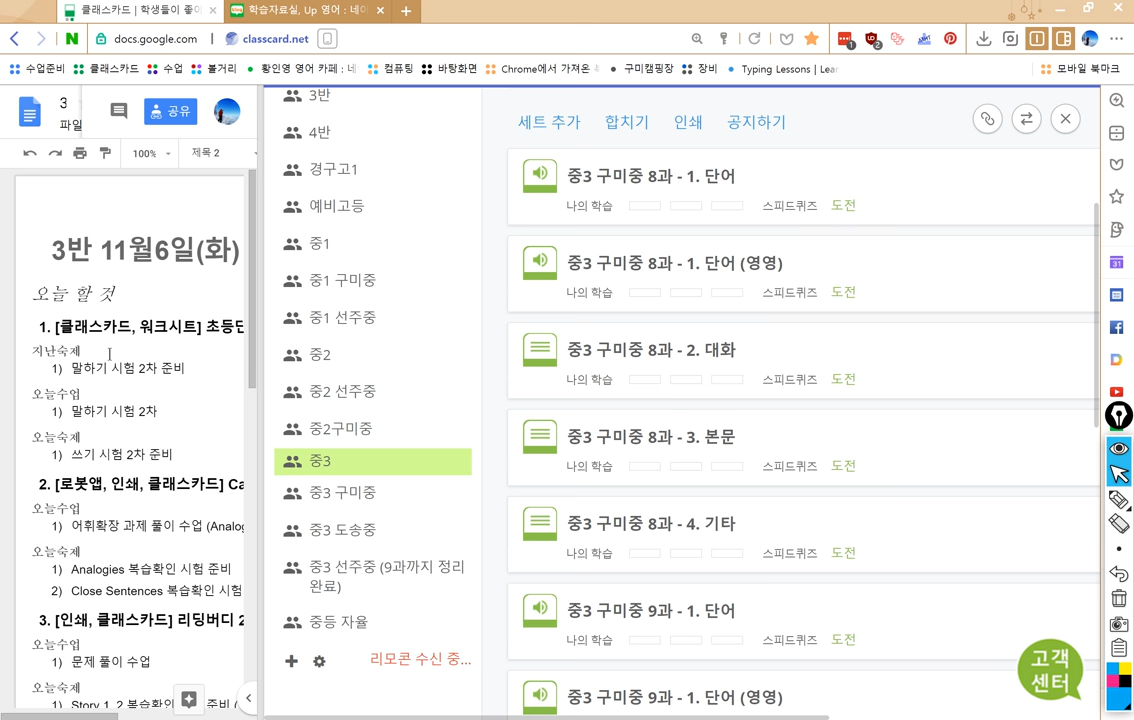 클래스카드 | 학생들이 좋아
학습자료실, Up 영어 : 네이
docs.google.com | classcard.net
수업준비 클래스카드 수업 볼거리 황인영 영어 카페 : 네 컴퓨팅 바탕화면 Chrome에서 가져온 구미캠핑장 장비 Typing Lessons | Lear 모바일 북마크
3
파일
공유
100% 제목 2
3반 11월6일(화)
오늘 할 것
1. [클래스카드, 워크시트] 초등단
지난숙제
1) 말하기 시험 2차 준비
오늘수업
1) 말하기 시험 2차
오늘숙제
1) 쓰기 시험 2차 준비
2. [로봇앱, 인쇄, 클래스카드] Ca
오늘수업
1) 어휘확장 과제 풀이 수업 (Analog
오늘숙제
1) Analogies 복습확인 시험 준비
2) Close Sentences 복습확인 시험
3. [인쇄, 클래스카드] 리딩버디 2
오늘수업
1) 문제 풀이 수업
오늘숙제
1) Story 1, 2 복습확인 준비 (
3반
4반
경구고1
예비고등
중1
중1 구미중
중1 선주중
중2
중2 선주중
중2구미중
중3
중3 구미중
중3 도송중
중3 선주중 (9과까지 정리
완료)
중등 자율
리모콘 수신 중...
세트 추가 합치기 인쇄 공지하기
중3 구미중 8과 - 1. 단어
나의 학습 스피드퀴즈 도전
중3 구미중 8과 - 1. 단어 (영영)
나의 학습 스피드퀴즈 도전
중3 구미중 8과 - 2. 대화
나의 학습 스피드퀴즈 도전
중3 구미중 8과 - 3. 본문
나의 학습 스피드퀴즈 도전
중3 구미중 8과 - 4. 기타
나의 학습 스피드퀴즈 도전
중3 구미중 9과 - 1. 단어
나의 학습 스피드퀴즈 도전
중3 구미중 9과 - 1. 단어 (영영)
고객
센터